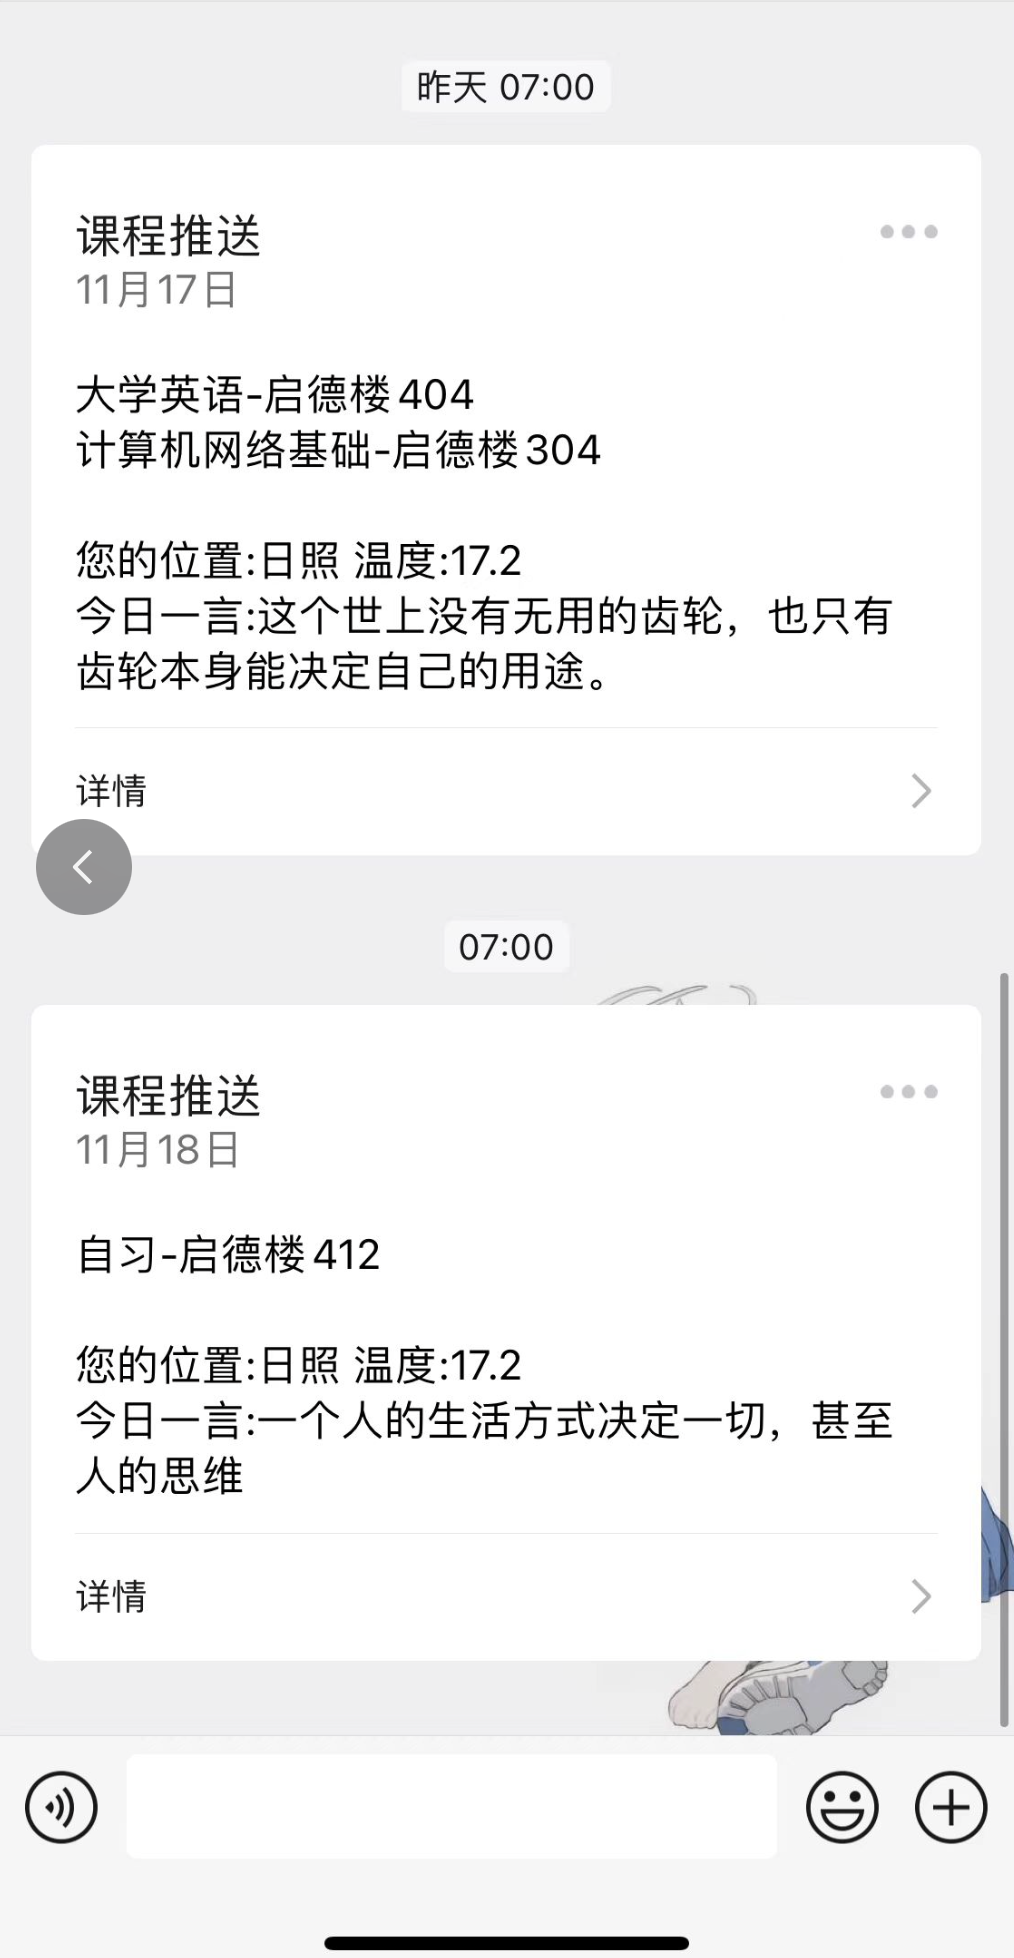 昨天 07:00
课程推送
11月17日
大学英语-启德楼404
计算机网络基础-启德楼304
您的位置:日照 温度:17.2
今日一言:这个世上没有无用的齿轮，也只有
齿轮本身能决定自己的用途。
详情
07:00
课程推送
11月18日
自习-启德楼412
您的位置:日照 温度:17.2
今日一言:一个人的生活方式决定一切，甚至
人的思维
详情